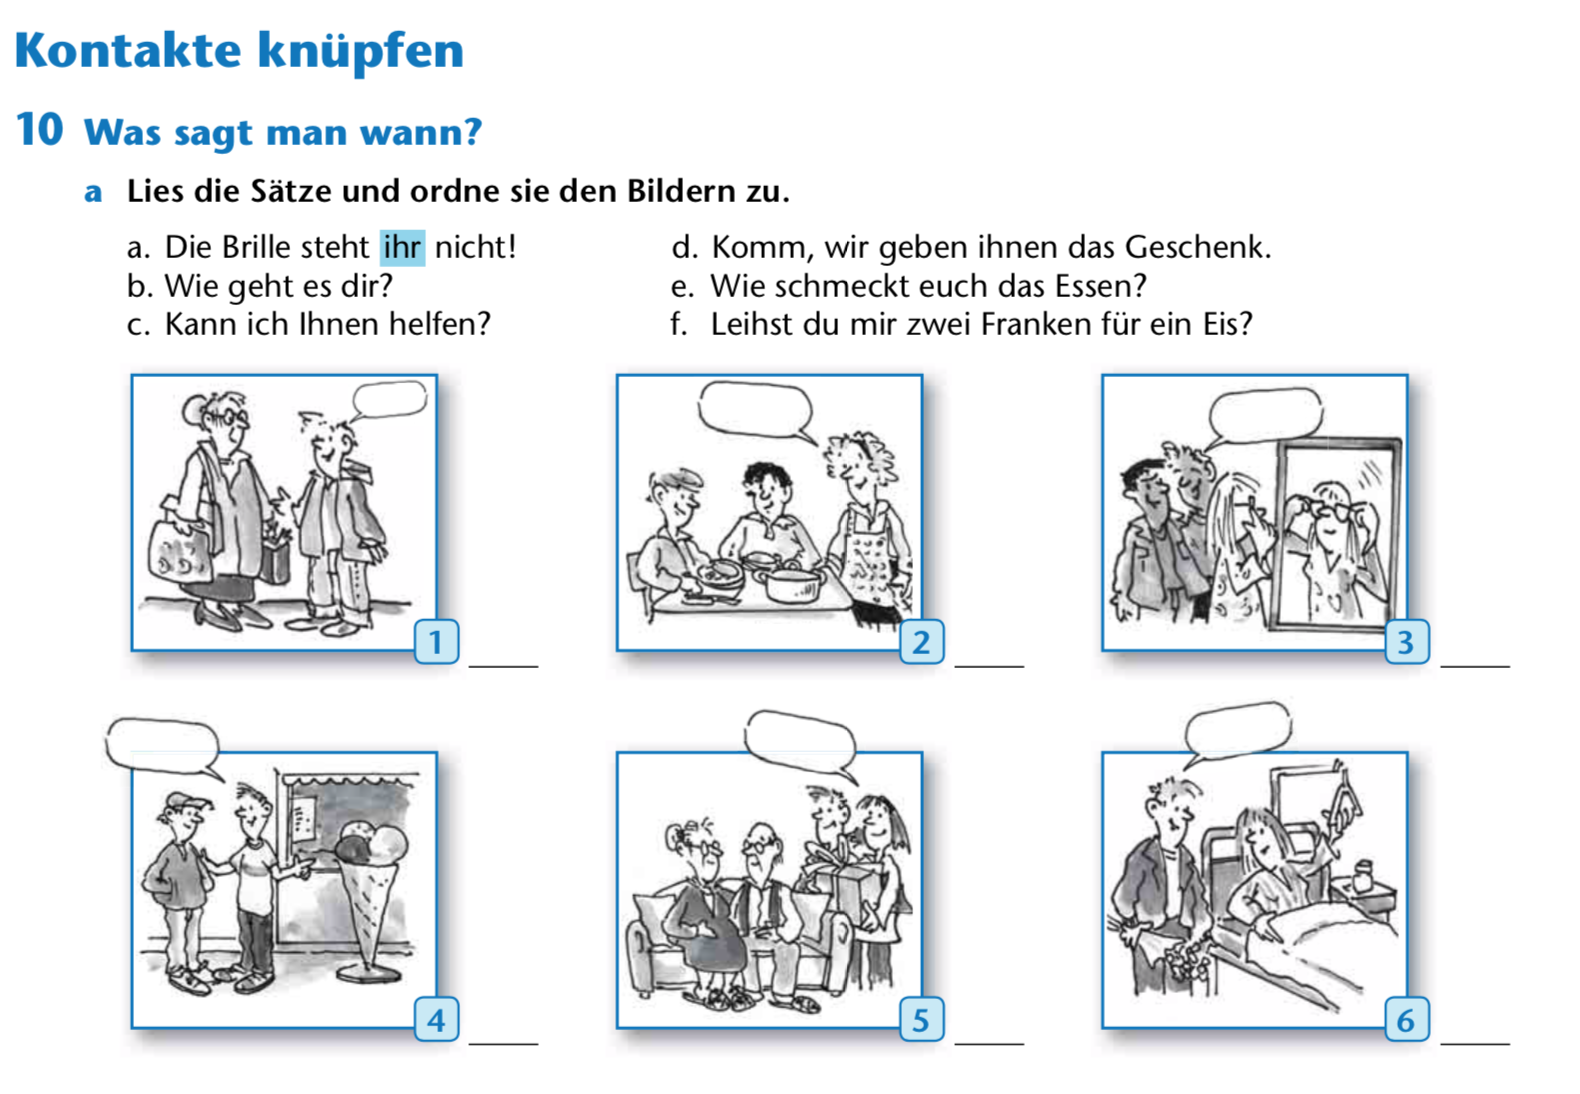 Kontakte knüpfen
10 Was sagt man wann?
a Lies die Sätze und ordne sie den Bildern zu.
a. Die Brille steht ihr nicht!
b. Wie geht es dir?
c. Kann ich Ihnen helfen?
d. Komm, wir geben ihnen das Geschenk.
e. Wie schmeckt euch das Essen?
f. Leihst du mir zwei Franken für ein Eis?
1
2
3
4
5
6